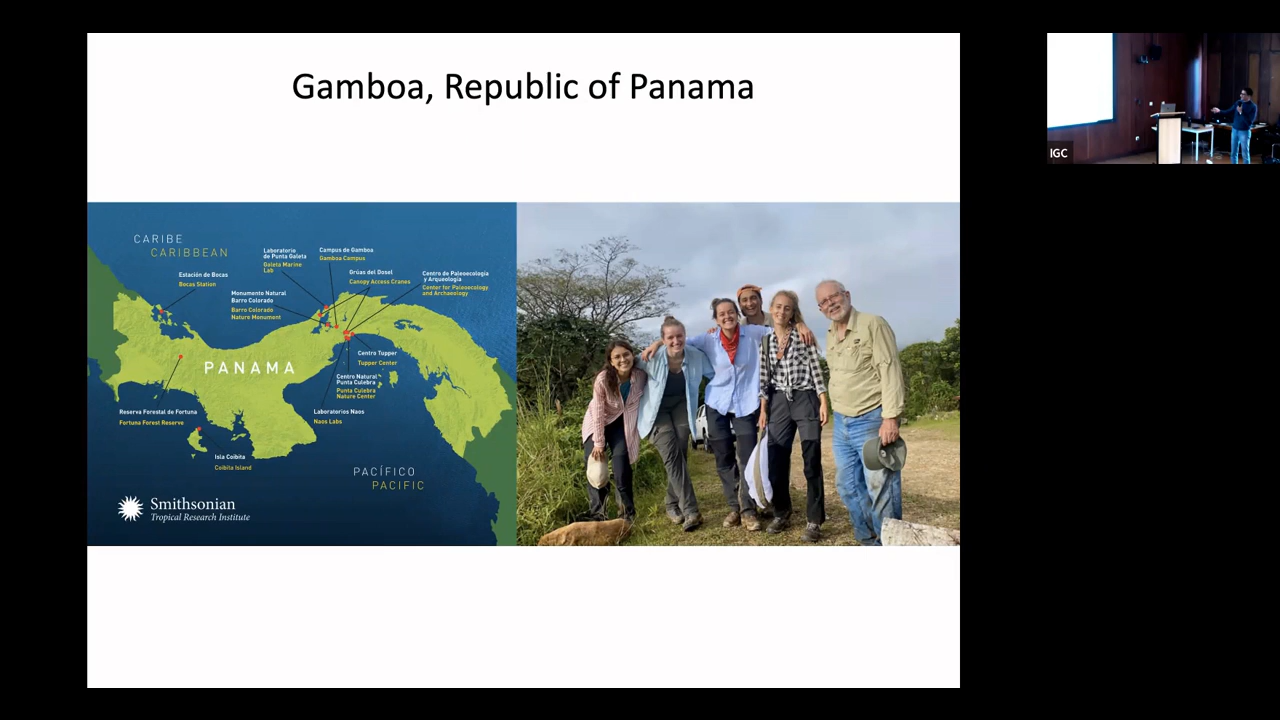 Gamboa, Republic of Panama
IGC
CARIBE
CARIBBEAN
Estación de Bocas
Bocas Station
Laboratorio
de Punta Galeta
Galeta Marine
Lab
Campus de Gamboa
Gamboa Campus
Grúas del Dosel
Canopy Access Cranes
Centro de Paleoecología
y Arqueología
Center for Paleoecology
and Archaeology
Monumento Natural
Barro Colorado
Barro Colorado
Nature Monument
PANAMA
Centro Tupper
Tupper Center
Centro Natural
Punta Culebra
Punta Culebra
Nature Center
Laboratorios Naos
Naos Labs
Reserva Forestal de Fortuna
Fortuna Forest Reserve
Isla Coibita
Coibita Island
PACÍFICO
PACIFIC
Smithsonian
Tropical Research Institute